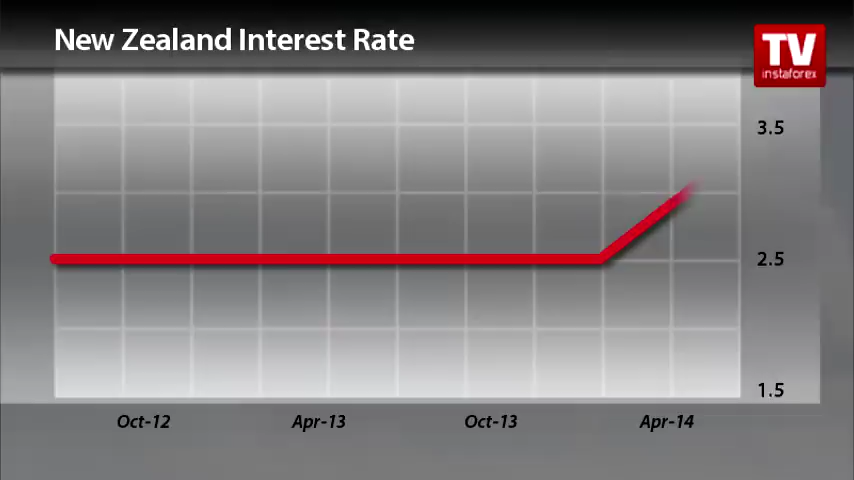 New Zealand Interest Rate
TV
instaforex
3.5
2.5
1.5
Oct-12 Apr-13 Oct-13 Apr-14